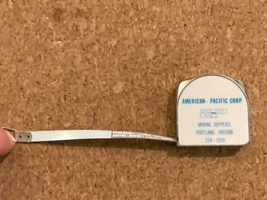 AMERICAN - PACIFIC CORP.
MARINE SUPPLIES
PORTLAND, OREGON